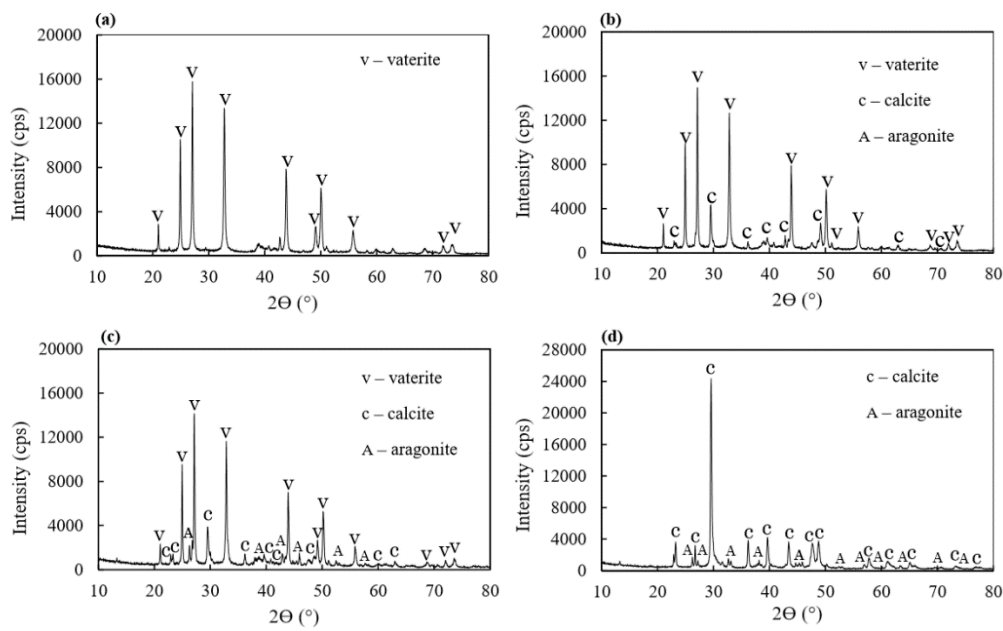 (a)
20000
16000
12000
8000
4000
0
Intensity (cps)
v – vaterite
V V V V V V V V V V
10 20 30 40 50 60 70 80
2Θ (°)
(b)
20000
16000
12000
8000
4000
0
Intensity (cps)
v – vaterite
c – calcite
A – aragonite
V C V V C V C C C V C V V V C V C V V
10 20 30 40 50 60 70 80
2Θ (°)
(c)
20000
16000
12000
8000
4000
0
Intensity (cps)
v – vaterite
c – calcite
A – aragonite
V C C V A V C V C A C C A V A C V V A V A C C V V V
10 20 30 40 50 60 70 80
2Θ (°)
(d)
28000
24000
20000
16000
12000
8000
4000
0
Intensity (cps)
c – calcite
A – aragonite
C A C A C A C A C C A C C A A C A C A C A C A C
10 20 30 40 50 60 70 80
2Θ (°)